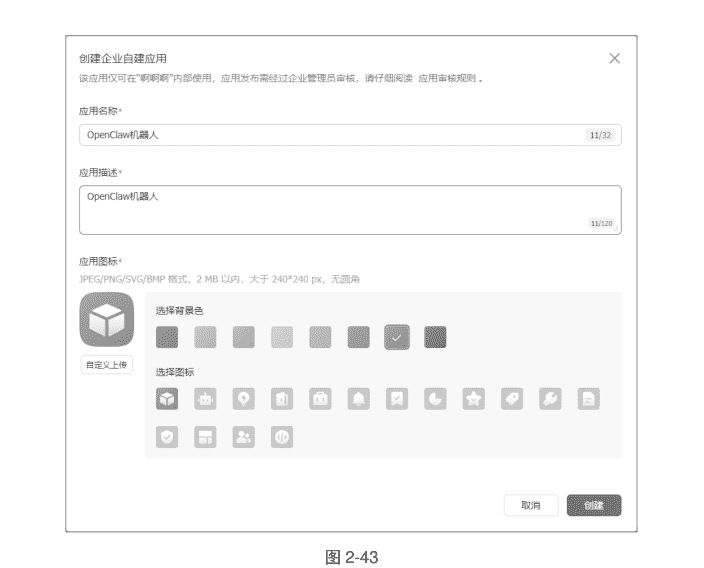 创建企业自建应用
该应用仅可在"啊啊啊"内部使用，应用发布需经过企业管理员审核，请仔细阅读 应用审核规则 。
应用名称*
OpenClaw机器人
11/32
应用描述*
OpenClaw机器人
11/120
应用图标*
JPEG/PNG/SVG/BMP 格式，2 MB 以内，大于 240*240 px，无圆角
选择背景色
自定义上传
选择图标
取消
创建
图 2-43